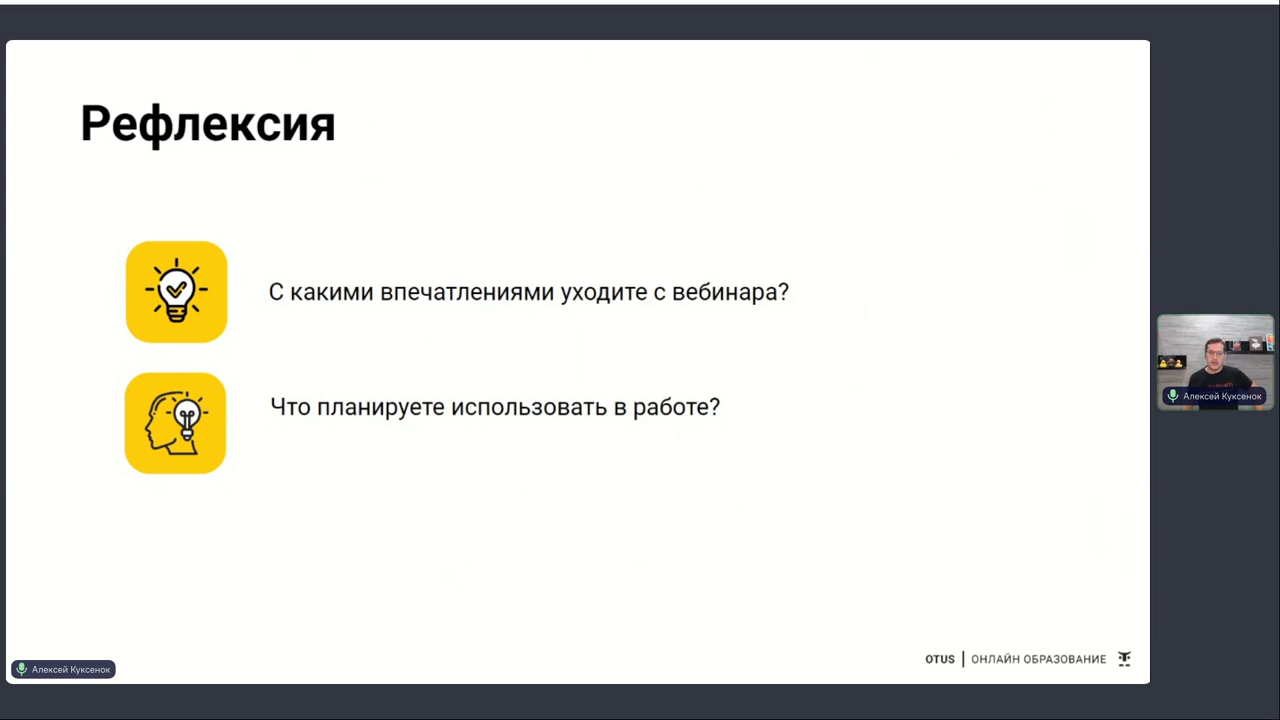 Рефлексия
С какими впечатлениями уходите с вебинара?
Что планируете использовать в работе?
Алексей Куксенок
Алексей Куксенок
OTUS | ОНЛАЙН ОБРАЗОВАНИЕ